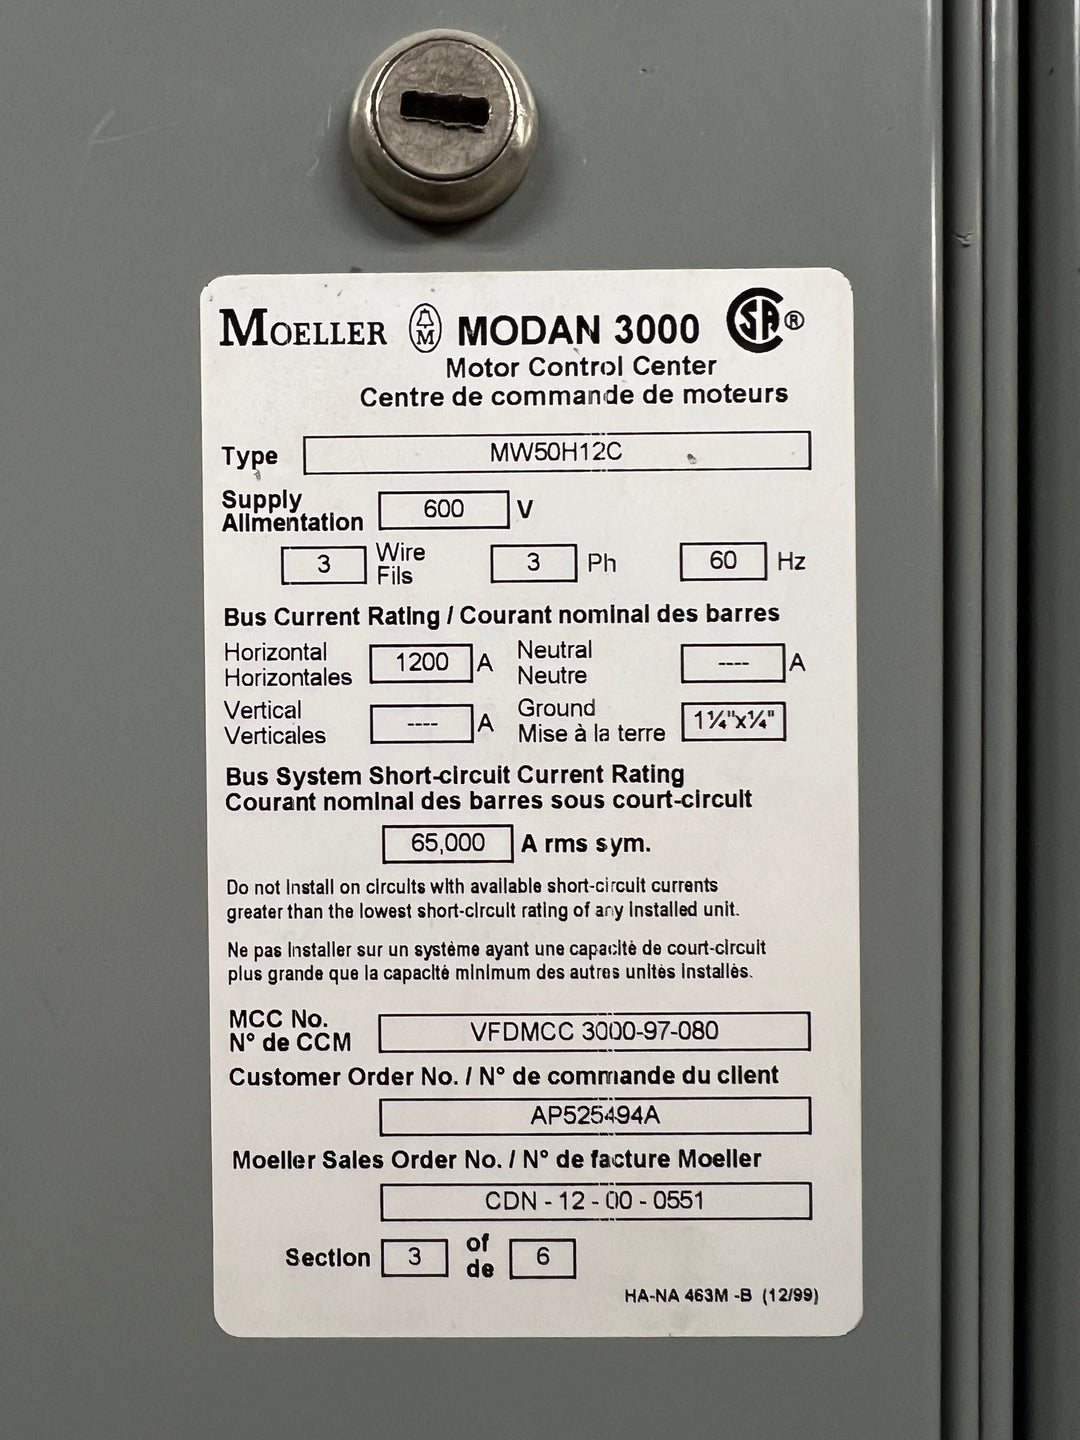 MOELLER M MODAN 3000 SA ®
Motor Control Center
Centre de commande de moteurs
Type MW50H12C
Supply
Alimentation 600 V
3 Wire
Fils 3 Ph 60 Hz
Bus Current Rating / Courant nominal des barres
Horizontal
Horizontales 1200 A Neutral
Neutre ---- A
Vertical
Verticales ---- A Ground
Mise à la terre 1¼"x¼"
Bus System Short-circuit Current Rating
Courant nominal des barres sous court-circuit
65,000 A rms sym.
Do not install on circuits with available short-circuit currents
greater than the lowest short-circuit rating of any installed unit.
Ne pas installer sur un système ayant une capacité de court-circuit
plus grande que la capacité minimum des autres unités installés.
MCC No.
N° de CCM VFDMCC 3000-97-080
Customer Order No. / N° de commande du client
AP525494A
Moeller Sales Order No. / N° de facture Moeller
CDN - 12 - 00 - 0551
Section 3 of
de 6
HA-NA 463M -B (12/99)